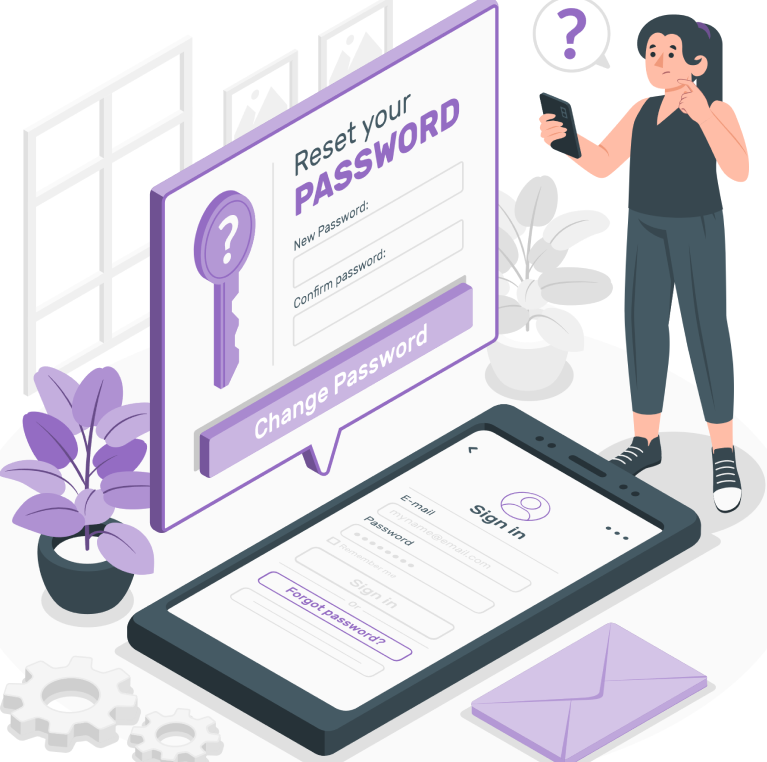 ?
Reset your
PASSWORD
?
New Password:
Confirm password:
Change Password
Sign in
E-mail
myname@email.com
Password
Remember me
Sign in
or
Forgot password?